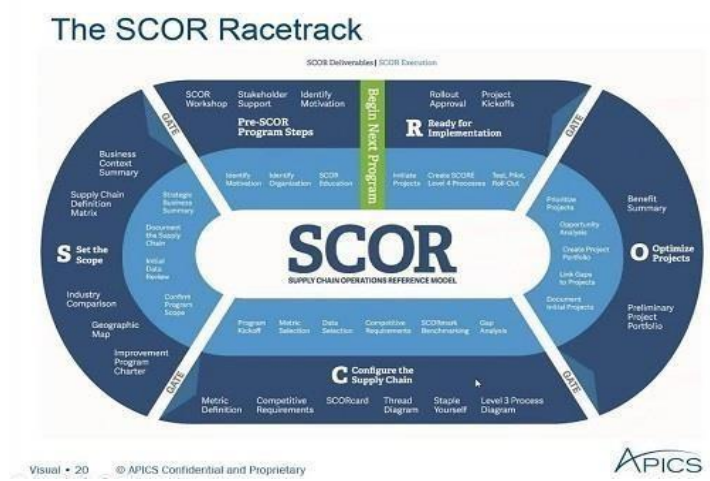 The SCOR Racetrack
SCOR Deliverables | SCOR Execution
SCOR
Workshop
Stakeholder
Support
Identify
Motivation
Pre-SCOR
Program Steps
Begin Next Program
Rollout
Approval
Project
Kickoffs
R Ready for
Implementation
GATE
GATE
Identify
Motivation
Identify
Organization
SCOR
Education
Initiate
Projects
Create SCORE
Level 4 Processes
Test, Pilot,
Roll-Out
Business
Context
Summary
Supply Chain
Definition
Matrix
S Set the
Scope
Industry
Comparison
Geographic
Map
Improvement
Program
Charter
Strategic
Business
Summary
Document
the Supply
Chain
Initial
Data
Review
Confirm
Program
Scope
SCOR
SUPPLY CHAIN OPERATIONS REFERENCE MODEL
Prioritize
Projects
Opportunity
Analysis
Create Project
Portfolio
Link Gaps
to Projects
Document
Initial Projects
Benefit
Summary
O Optimize
Projects
Preliminary
Project
Portfolio
Program
Kickoff
Metric
Selection
Data
Selection
Competitive
Requirements
SCORmark
Benchmarking
Gap
Analysis
C Configure the
Supply Chain
GATE
GATE
Metric
Definition
Competitive
Requirements
SCORcard
Thread
Diagram
Staple
Yourself
Level 3 Process
Diagram
Visual • 20 © APICS Confidential and Proprietary
APICS